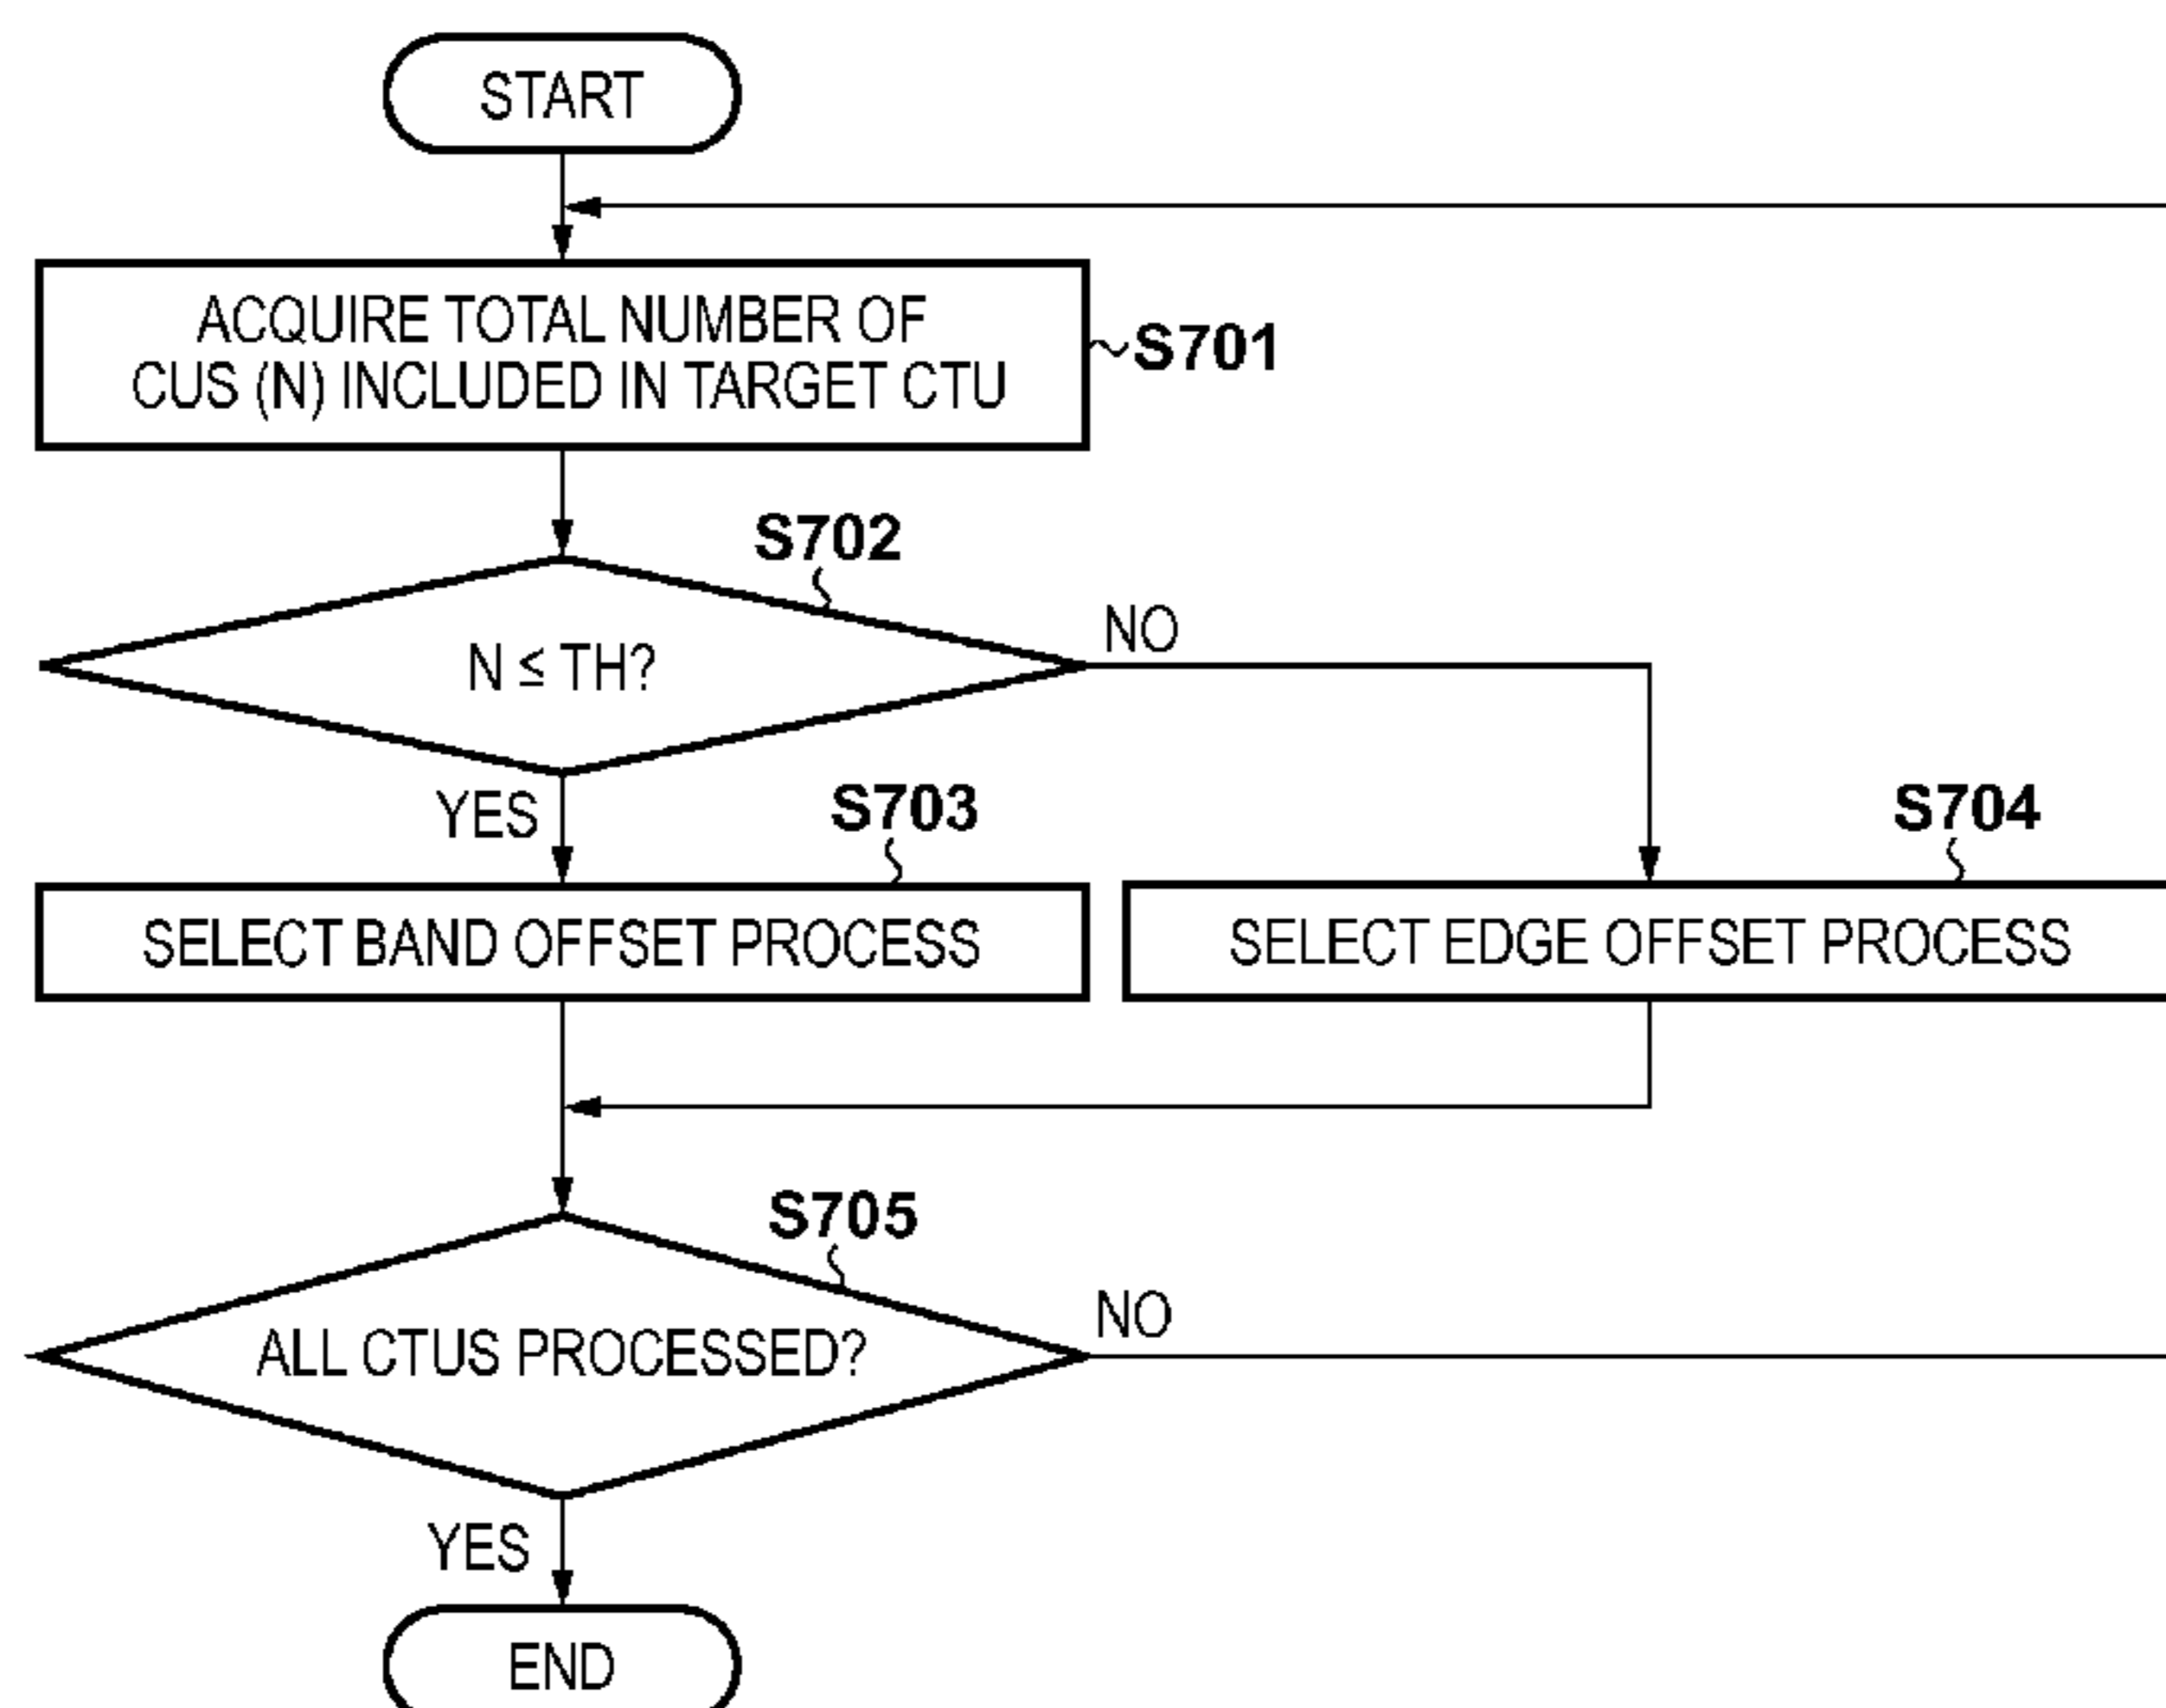 START
ACQUIRE TOTAL NUMBER OF
CUS (N) INCLUDED IN TARGET CTU
S701
S702
N ≤ TH?
NO
YES
S703
S704
SELECT BAND OFFSET PROCESS
SELECT EDGE OFFSET PROCESS
S705
ALL CTUS PROCESSED?
NO
YES
END